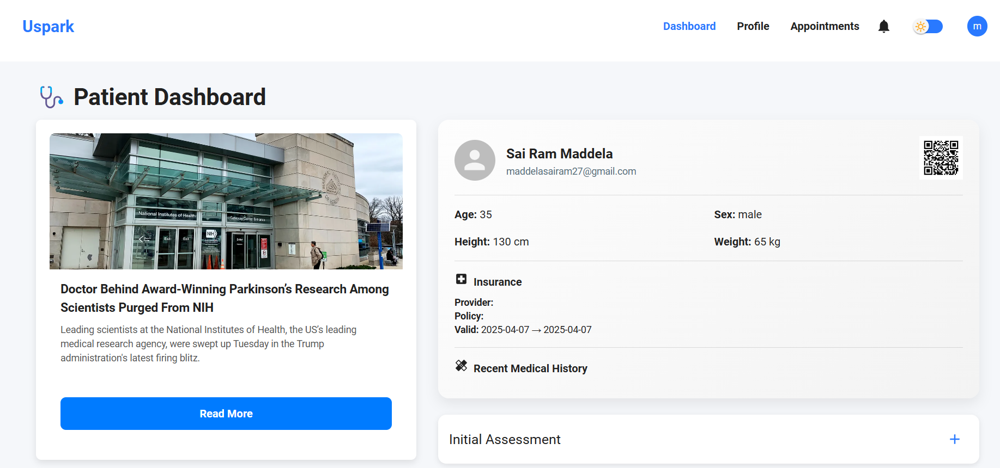 Uspark
Dashboard
Profile
Appointments
m
Patient Dashboard
National Institutes of Health
Gateway Center Entrance
NIH
Exit
Exit
Enter
Doctor Behind Award-Winning Parkinson’s Research Among
Scientists Purged From NIH
Leading scientists at the National Institutes of Health, the US’s leading
medical research agency, were swept up Tuesday in the Trump
administration's latest firing blitz.
Read More
Sai Ram Maddela
maddelasairam27@gmail.com
Age: 35
Sex: male
Height: 130 cm
Weight: 65 kg
Insurance
Provider:
Policy:
Valid: 2025-04-07 → 2025-04-07
Recent Medical History
Initial Assessment